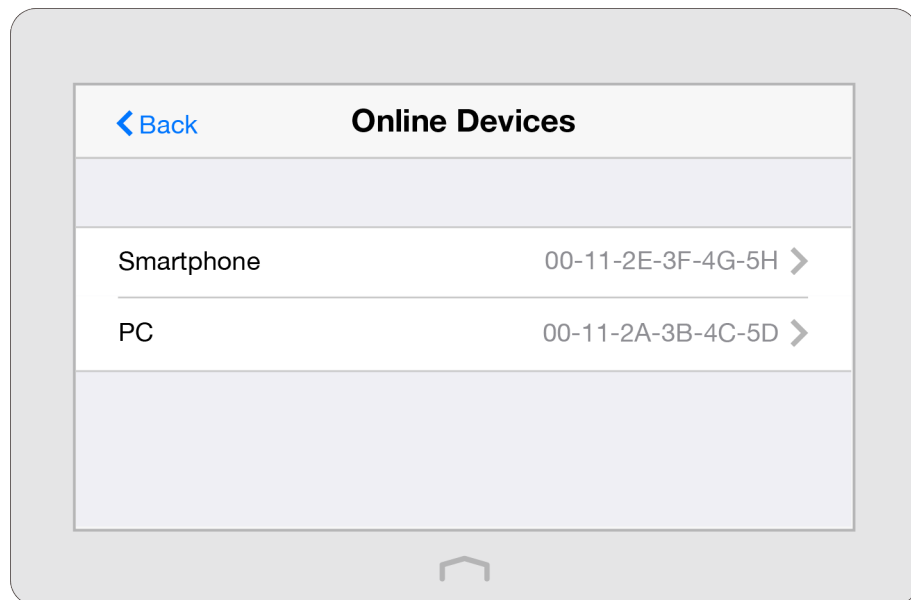 Back
Online Devices
Smartphone 00-11-2E-3F-4G-5H
PC 00-11-2A-3B-4C-5D